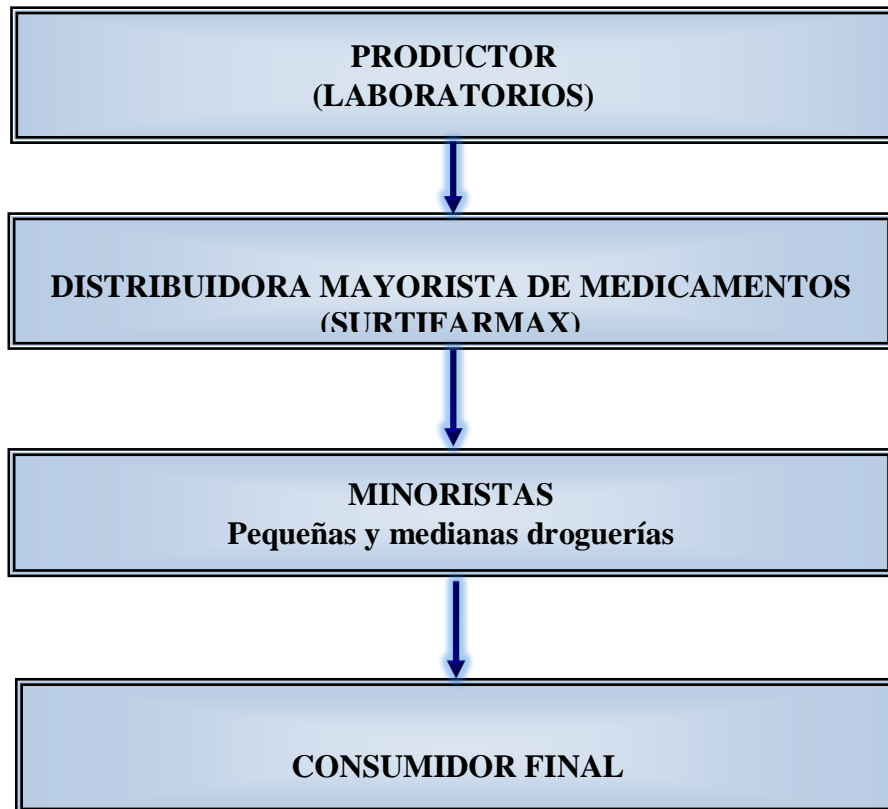 PRODUCTOR
(LABORATORIOS)
DISTRIBUIDORA MAYORISTA DE MEDICAMENTOS
(SURTIFARMAX)
MINORISTAS
Pequeñas y medianas droguerías
CONSUMIDOR FINAL